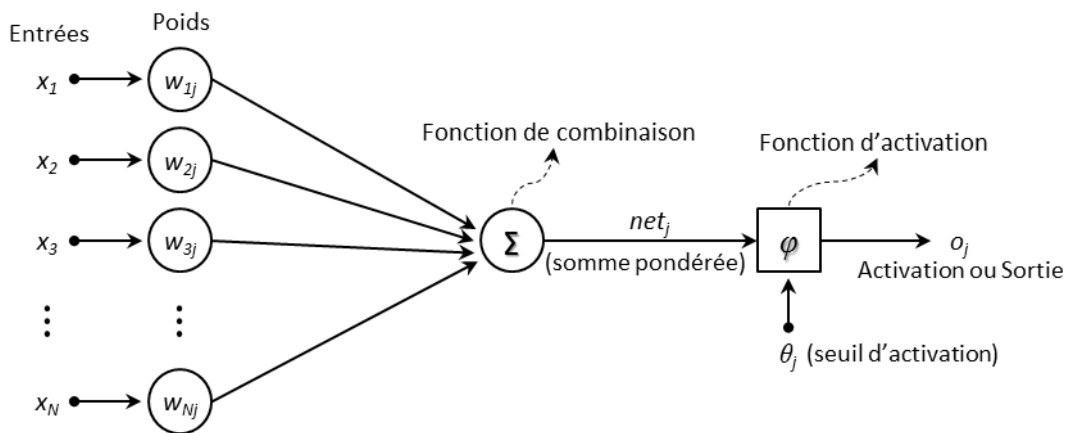 Entrées
Poids
x1
w1j
x2
w2j
x3
w3j
⋮
⋮
xN
wNj
Fonction de combinaison
Σ
netj
(somme pondérée)
Fonction d'activation
φ
oj
Activation ou Sortie
θj (seuil d'activation)